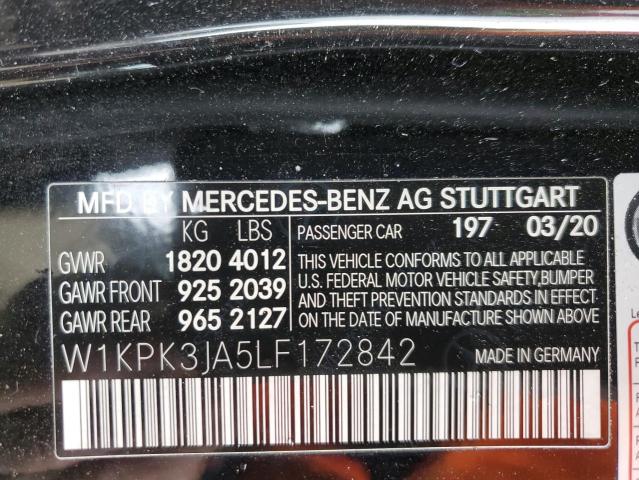 MFD BY MERCEDES-BENZ AG STUTTGART
KG LBS PASSENGER CAR 197 03/20
GVWR 1820 4012
GAWR FRONT 925 2039
GAWR REAR 965 2127
THIS VEHICLE CONFORMS TO ALL APPLICABLE
U.S. FEDERAL MOTOR VEHICLE SAFETY,BUMPER
AND THEFT PREVENTION STANDARDS IN EFFECT
ON DATE OF MANUFACTURE SHOWN ABOVE
W1KPK3JA5LF172842 MADE IN GERMANY